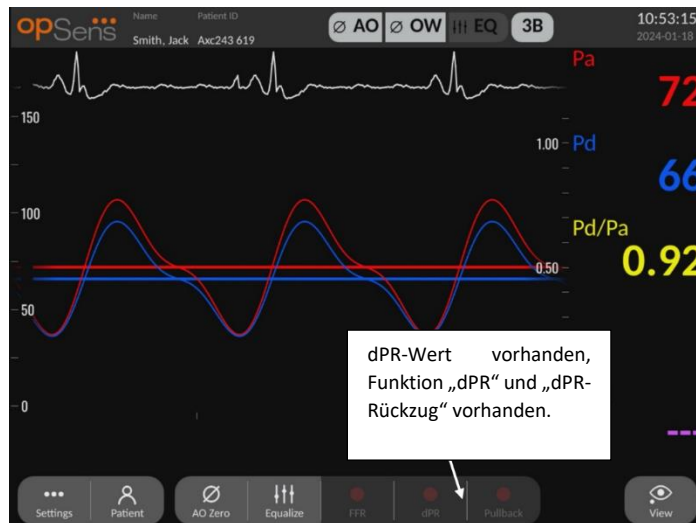 opSens
Name Patient ID
Smith, Jack Axc243 619
Ø AO Ø OW EQ 3B
10:53:15
2024-01-18
Pa
72
150
1.00
Pd
66
100
Pd/Pa
0.92
0.50
50
dPR-Wert vorhanden,
Funktion „dPR“ und „dPR-
Rückzug“ vorhanden.
0
---
Settings Patient AO Zero Equalize FFR dPR Pullback View